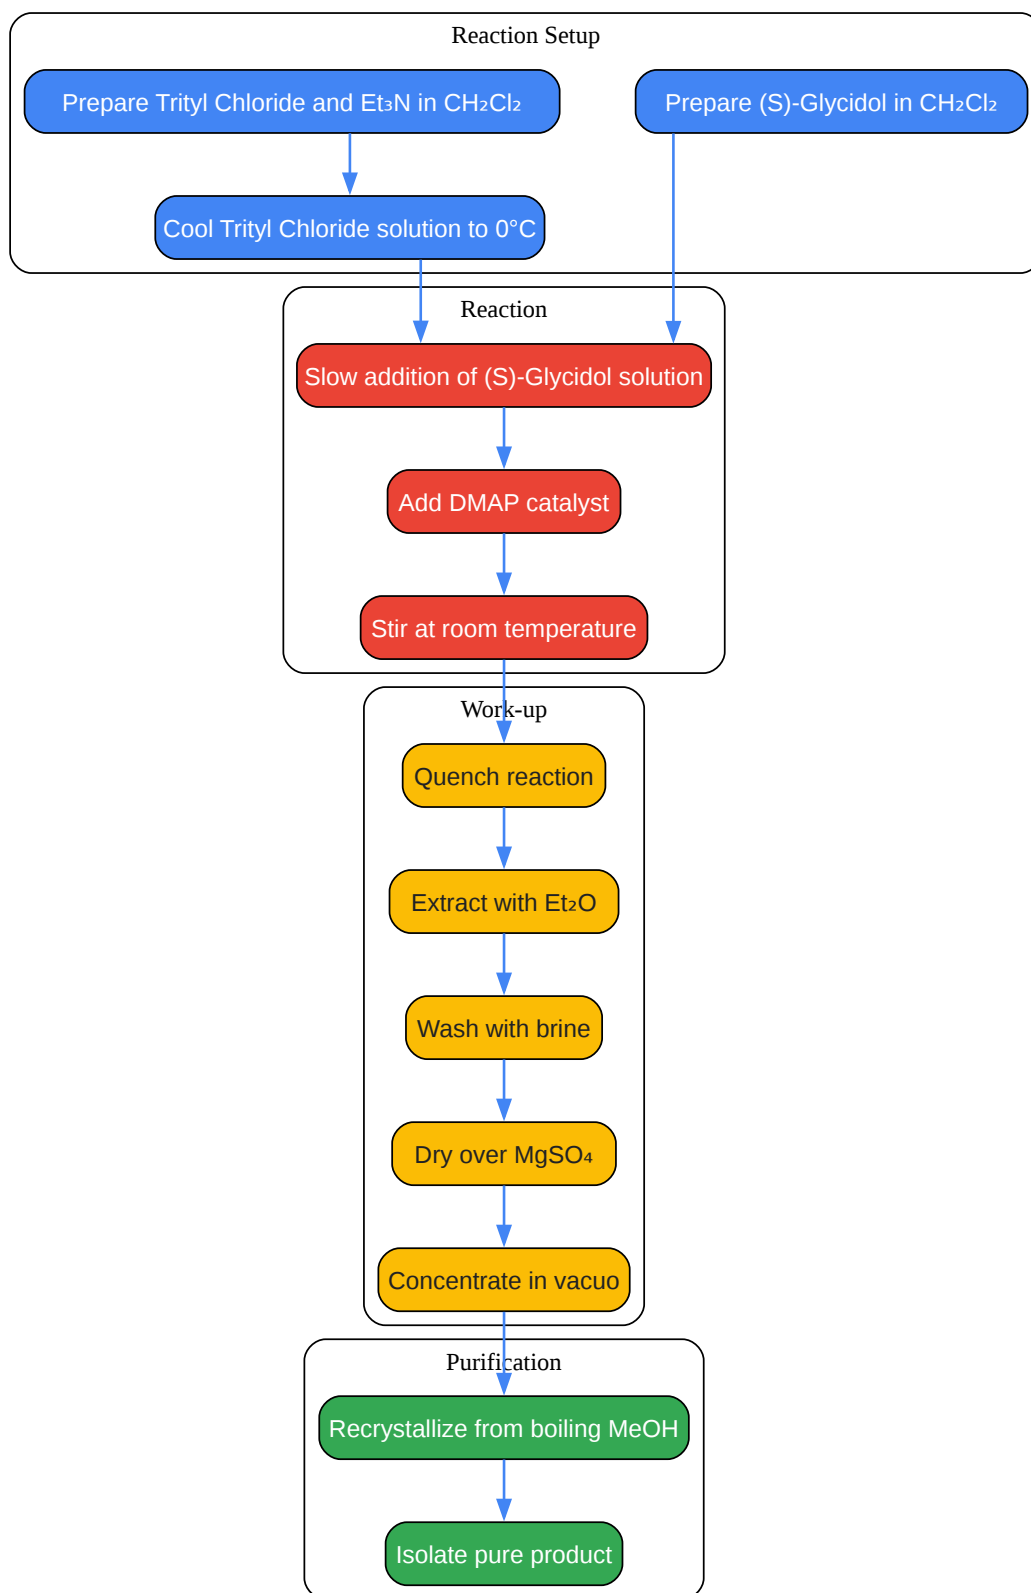 Reaction Setup
Prepare Trityl Chloride and Et₃N in CH₂Cl₂
Prepare (S)-Glycidol in CH₂Cl₂
Cool Trityl Chloride solution to 0°C
Reaction
Slow addition of (S)-Glycidol solution
Add DMAP catalyst
Stir at room temperature
Work-up
Quench reaction
Extract with Et₂O
Wash with brine
Dry over MgSO₄
Concentrate in vacuo
Purification
Recrystallize from boiling MeOH
Isolate pure product